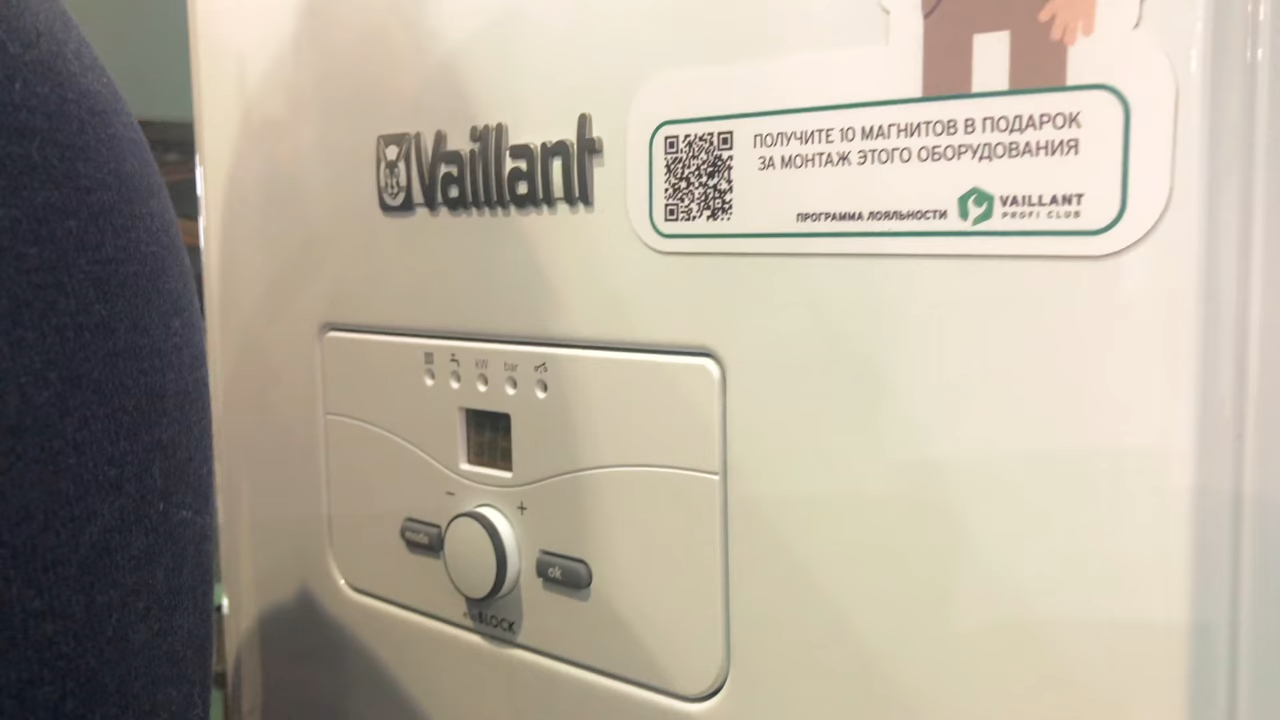 Vaillant
ПОЛУЧИТЕ 10 МАГНИТОВ В ПОДАРОК
ЗА МОНТАЖ ЭТОГО ОБОРУДОВАНИЯ
ПРОГРАММА ЛОЯЛЬНОСТИ
VAILLANT
PROFI CLUB
kW bar
− +
mode
ok
BLOCK